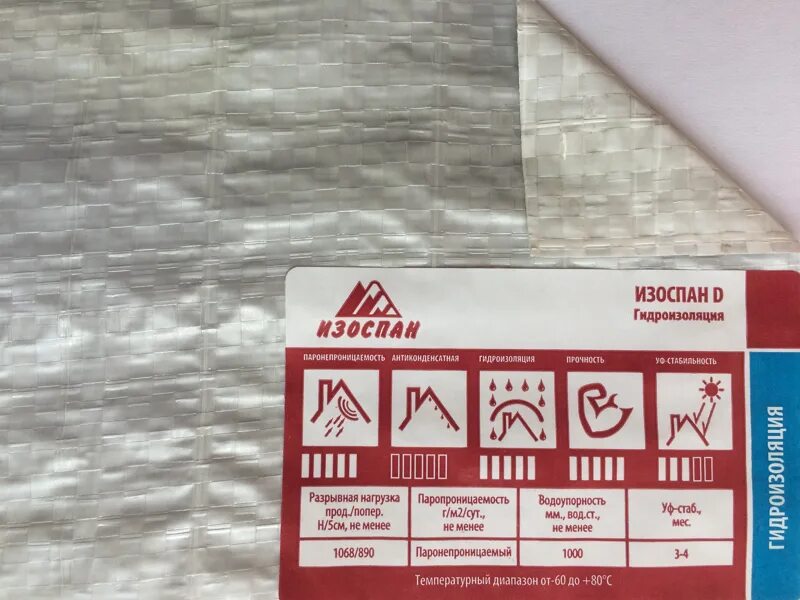 ИЗОСПАН
ИЗОСПАН D
Гидроизоляция
ПАРОНЕПРОНИЦАЕМОСТЬ АНТИКОНДЕНСАТНАЯ ГИДРОИЗОЛЯЦИЯ ПРОЧНОСТЬ УФ-СТАБИЛЬНОСТЬ
Разрывная нагрузка
прод./попер.
Н/5см, не менее
Паропроницаемость
г/м2/сут.,
не менее
Водоупорность
мм., вод.ст.,
не менее
Уф-стаб.,
мес.
1068/890 Паронепроницаемый 1000 3-4
Температурный диапазон от-60 до +80°С
ГИДРОИЗОЛЯЦИЯ